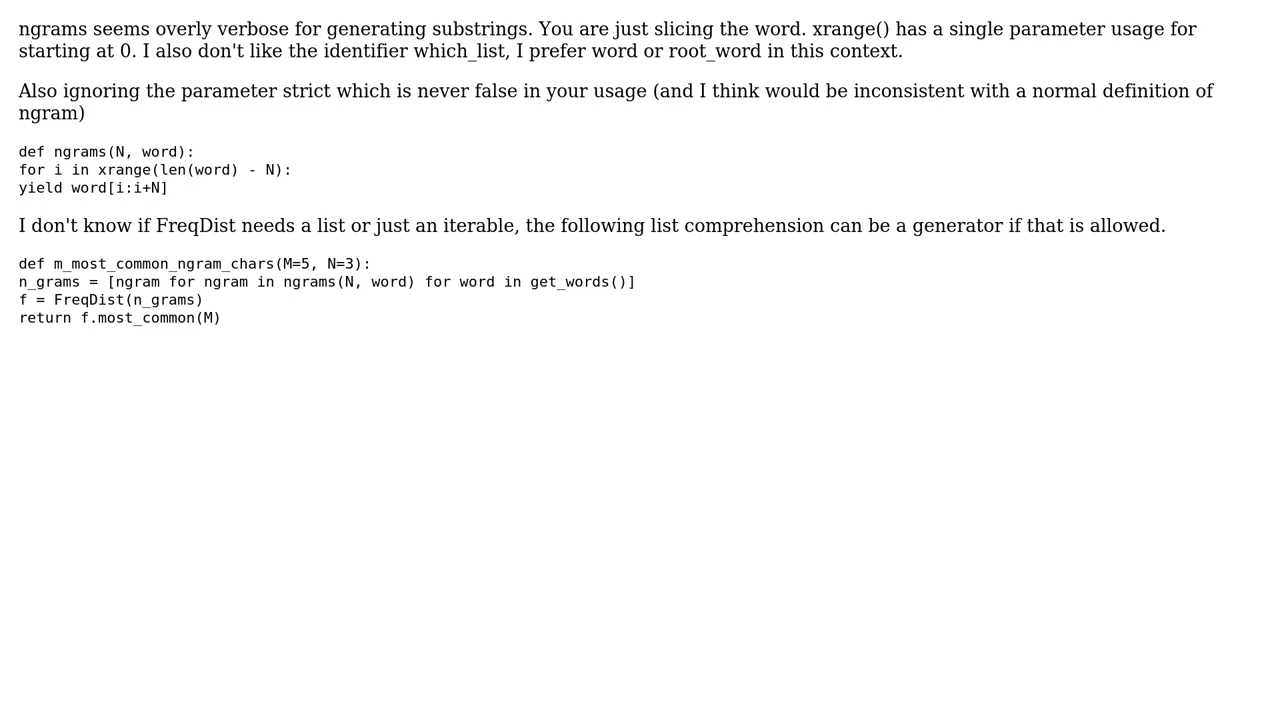 ngrams seems overly verbose for generating substrings. You are just slicing the word. xrange() has a single parameter usage for
starting at 0. I also don't like the identifier which_list, I prefer word or root_word in this context.
Also ignoring the parameter strict which is never false in your usage (and I think would be inconsistent with a normal definition of
ngram)
def ngrams(N, word):
for i in xrange(len(word) - N):
yield word[i:i+N]
I don't know if FreqDist needs a list or just an iterable, the following list comprehension can be a generator if that is allowed.
def m_most_common_ngram_chars(M=5, N=3):
n_grams = [ngram for ngram in ngrams(N, word) for word in get_words()]
f = FreqDist(n_grams)
return f.most_common(M)